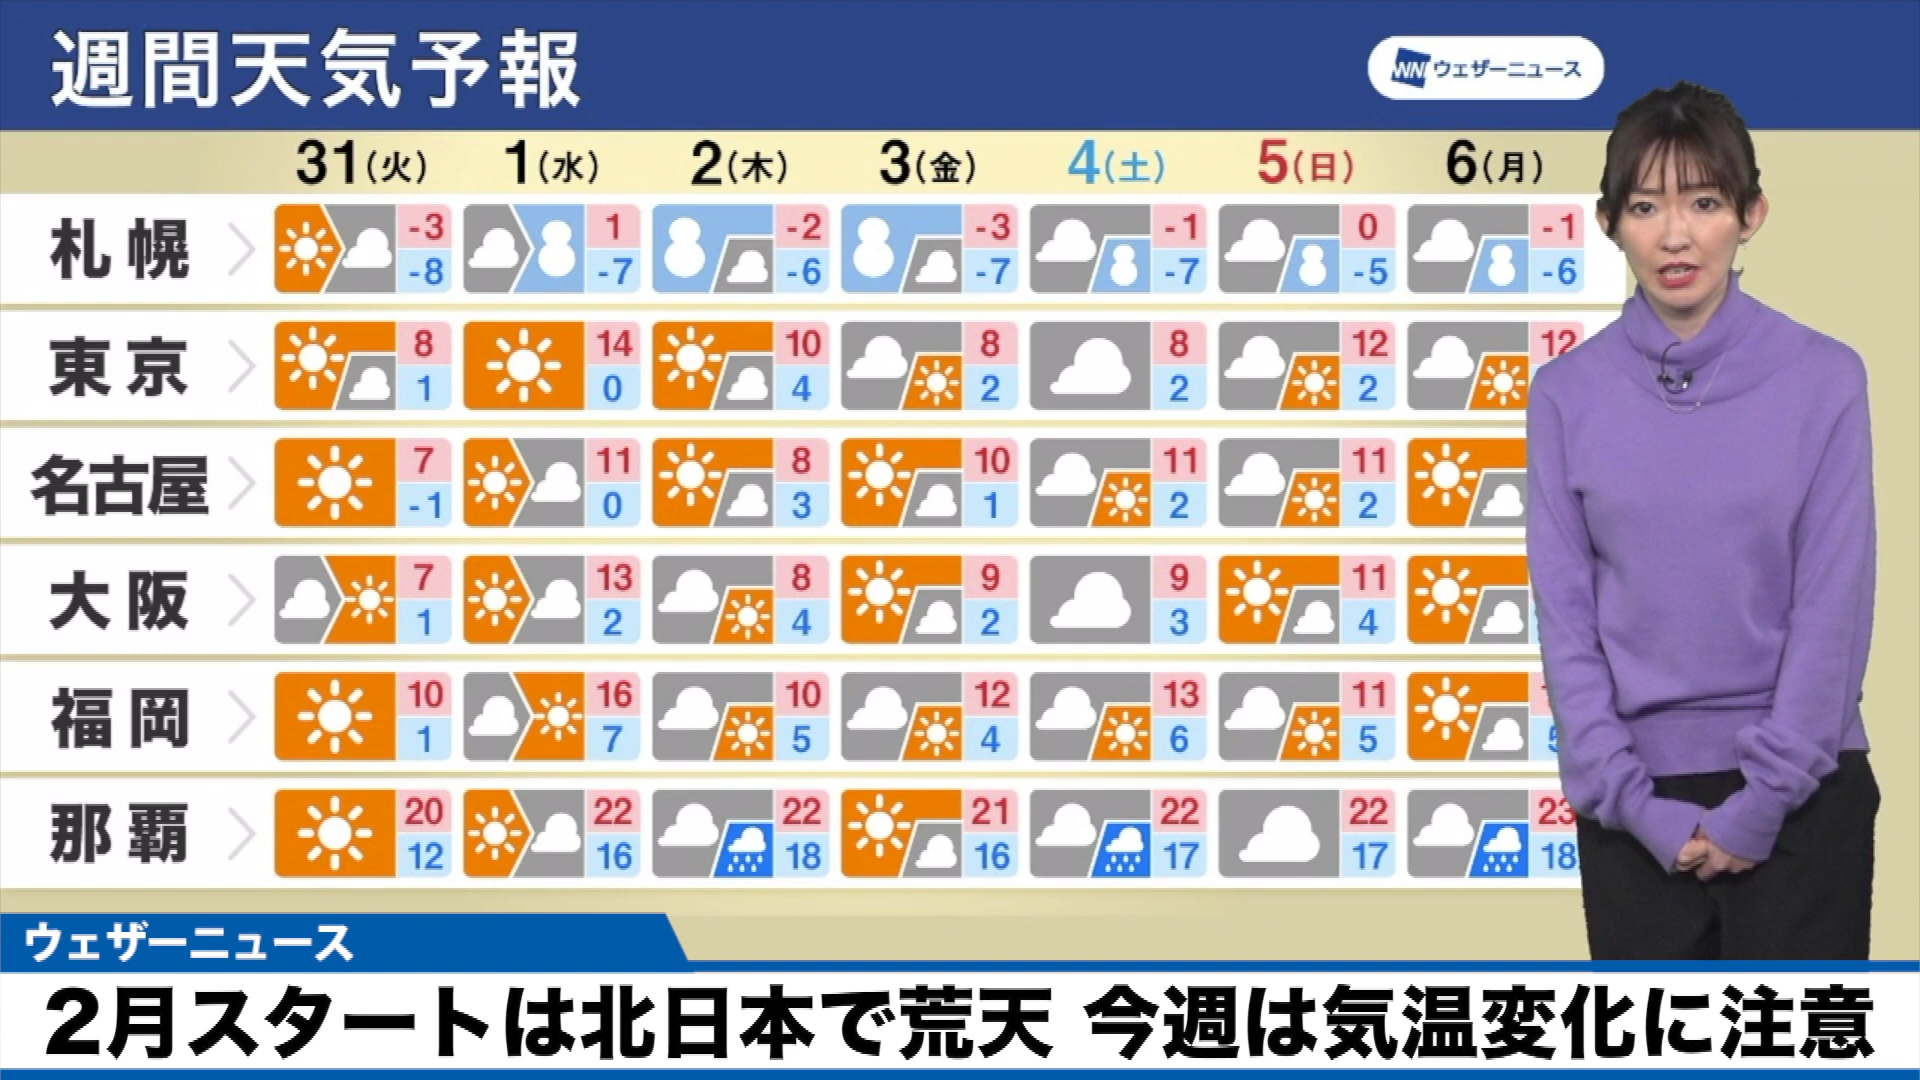 週間天気予報
WNI ウェザーニュース
31(火) 1(水) 2(木) 3(金) 4(土) 5(日) 6(月)
札幌 -3 1 -2 -3 -1 0 -1
-8 -7 -6 -7 -7 -5 -6
東京 8 14 10 8 8 12 12
1 0 4 2 2 2
名古屋 7 11 8 10 11 11
-1 0 3 1 2 2
大阪 7 13 8 9 9 11
1 2 4 2 3 4
福岡 10 16 10 12 13 11
1 7 5 4 6 5 5
那覇 20 22 22 21 22 22 23
12 16 18 16 17 17 18
ウェザーニュース
2月スタートは北日本で荒天 今週は気温変化に注意